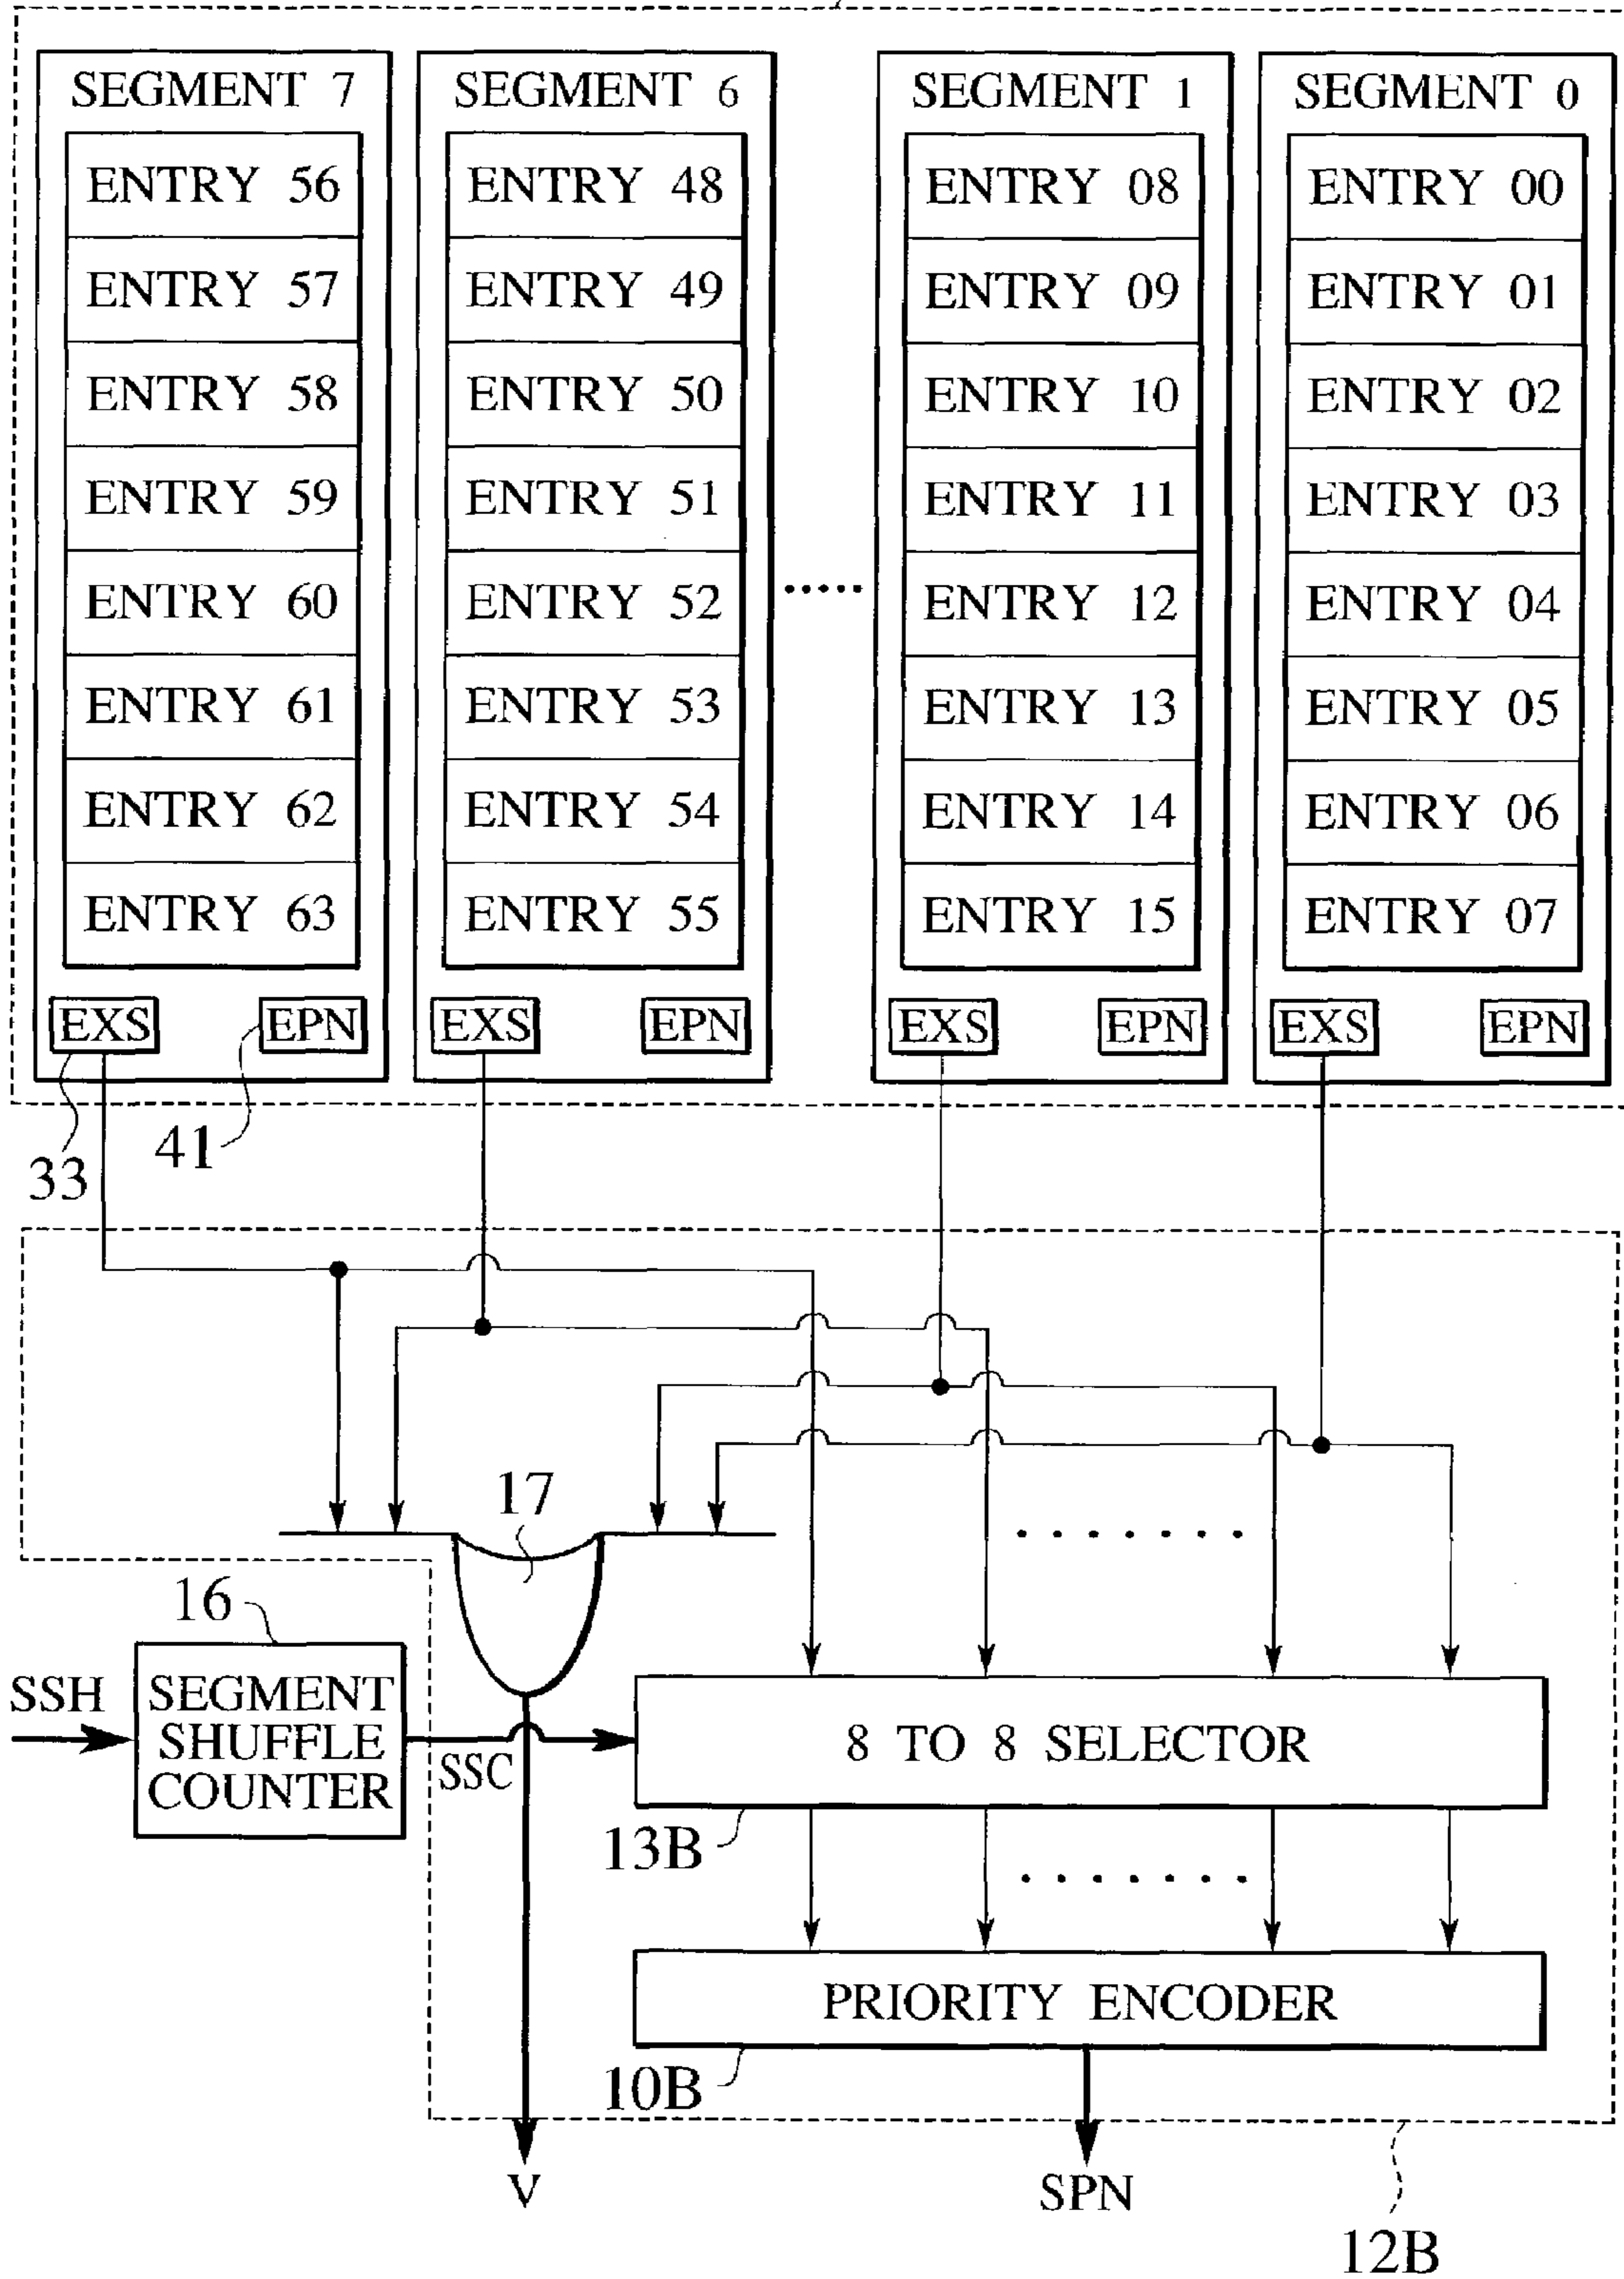 SEGMENT 7
ENTRY 56
ENTRY 57
ENTRY 58
ENTRY 59
ENTRY 60
ENTRY 61
ENTRY 62
ENTRY 63
EXS
EPN
SEGMENT 6
ENTRY 48
ENTRY 49
ENTRY 50
ENTRY 51
ENTRY 52
ENTRY 53
ENTRY 54
ENTRY 55
EXS
EPN
SEGMENT 1
ENTRY 08
ENTRY 09
ENTRY 10
ENTRY 11
ENTRY 12
ENTRY 13
ENTRY 14
ENTRY 15
EXS
EPN
SEGMENT 0
ENTRY 00
ENTRY 01
ENTRY 02
ENTRY 03
ENTRY 04
ENTRY 05
ENTRY 06
ENTRY 07
EXS
EPN
33
41
17
16
SSH
SEGMENT
SHUFFLE
COUNTER
SSC
8 TO 8 SELECTOR
13B
PRIORITY ENCODER
10B
V
SPN
12B